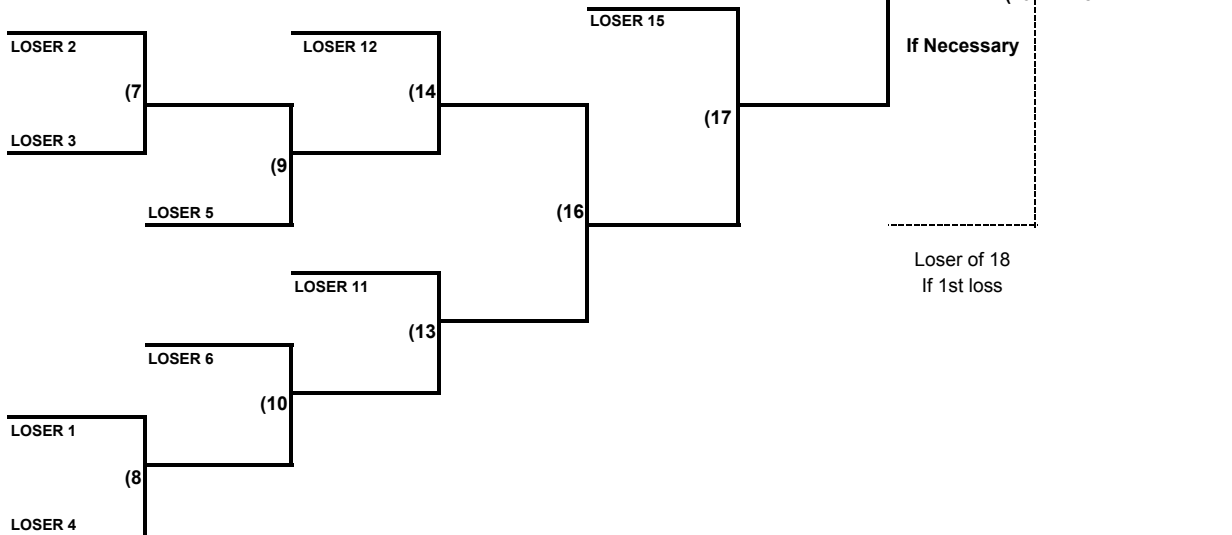 LOSER 15
LOSER 2
LOSER 12
If Necessary
(7
(14
(17
LOSER 3
(9
LOSER 5
(16
Loser of 18
LOSER 11
If 1st loss
(13
LOSER 6
(10
LOSER 1
(8
LOSER 4